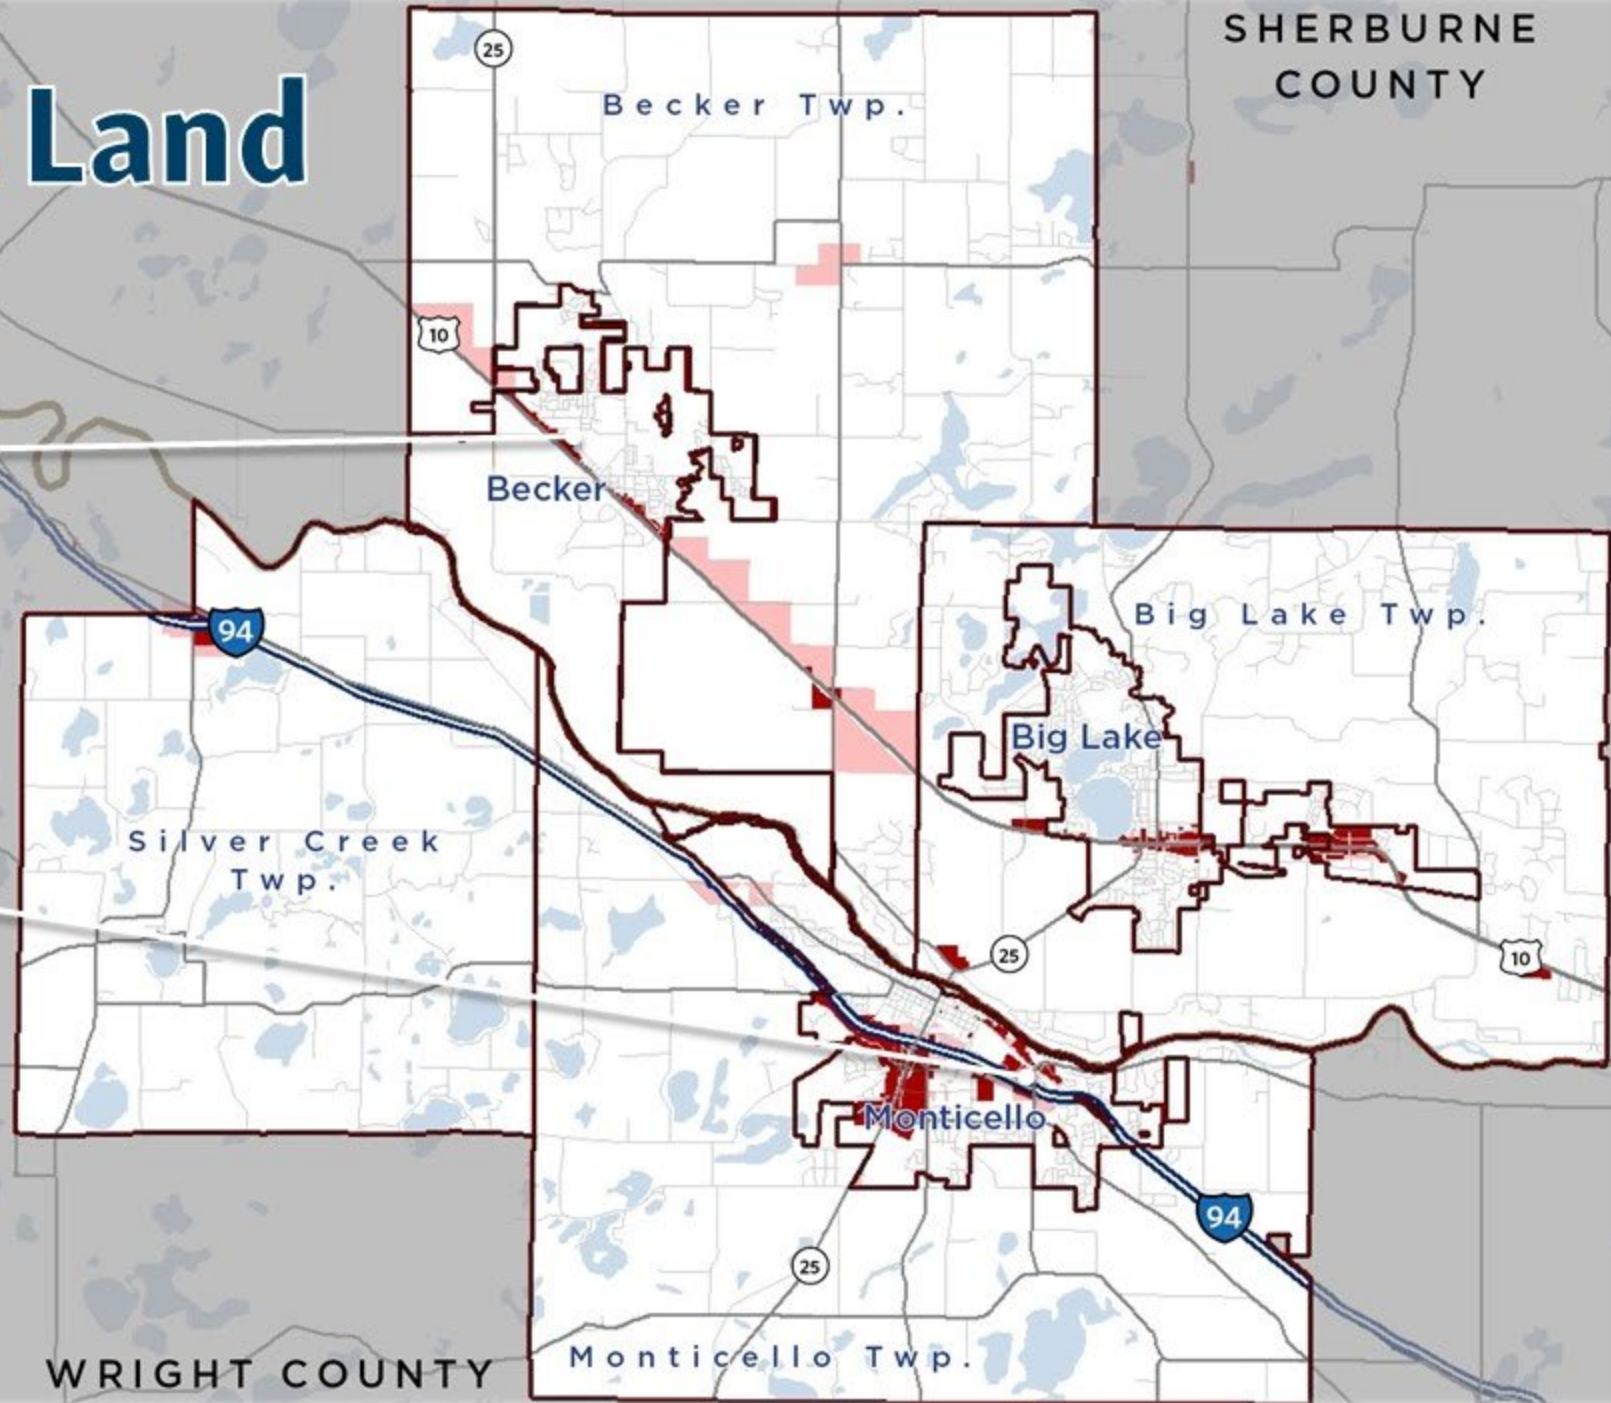 SHERBURNE
COUNTY
25
Land
Becker Twp.
10
Becker
94
Big Lake Twp.
Big Lake
Silver Creek
Twp.
25
10
Monticello
94
25
Monticello Twp.
WRIGHT COUNTY